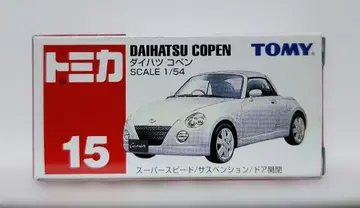 トミカ
15
DAIHATSU COPEN
ダイハツ コペン
SCALE 1/54
TOMY
スーパースピード/サスペンション/ドア開閉